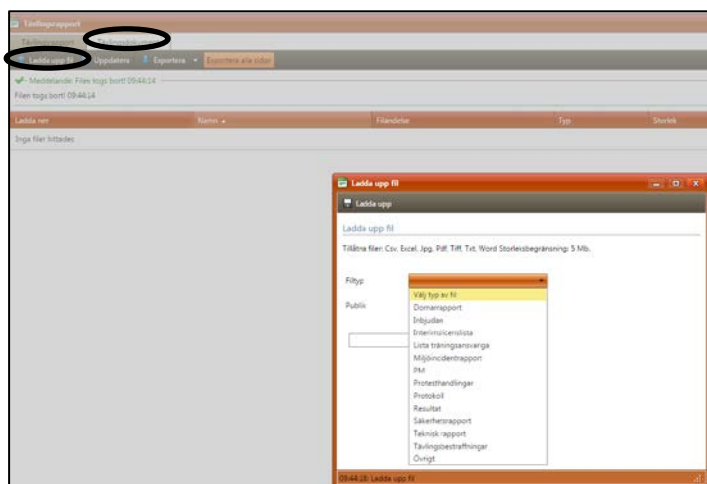 Tävlingsrapport
Tävlingsrapport
Ladda upp fil Uppdatera Exportera Exportera alla sidor
Meddelande: Filen togs bort! 09:44:14
Filen togs bort! 09:44:14
Ladda ner Namn Filändelse Typ Storlek
Inga filer hittades
Ladda upp fil
Ladda upp
Ladda upp fil
Tillåtna filer: Csv, Excel, Jpg, Pdf, Tiff, Txt, Word Storleksbegränsning: 5 Mb.
Filtyp
Välj typ av fil
Publik
Domarrapport
Inbjudan
Interimslicenslista
Lista träningsansvariga
Miljöincidentrapport
PM
Protesthandlingar
Protokoll
Resultat
Säkerhetsrapport
Teknisk rapport
Tävlingsbestraffningar
Övrigt
09:44:18: Ladda upp fil